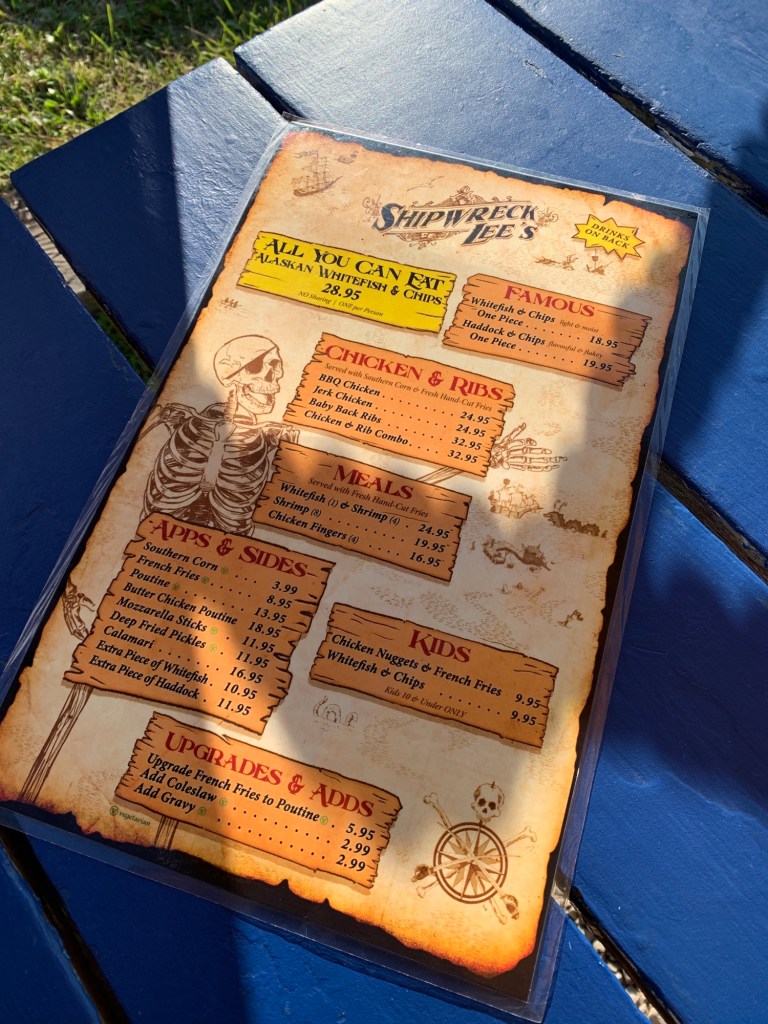 SHIPWRECK
LEE'S
DRINKS
ON BACK
ALL YOU CAN EAT
ALASKAN WHITEFISH & CHIPS
28.95
NO Sharing | ONE per Person
FAMOUS
Whitefish & Chips light & moist
One Piece . . . . . . . . . . 18.95
Haddock & Chips flavourful & flakey
One Piece . . . . . . . . . . 19.95
CHICKEN & RIBS
Served with Southern Corn & Fresh Hand-Cut Fries
BBQ Chicken . . . . . . . . . . 24.95
Jerk Chicken . . . . . . . . . . 24.95
Baby Back Ribs . . . . . . . . . . 32.95
Chicken & Rib Combo . . . . . . 32.95
MEALS
Served with Fresh Hand-Cut Fries
Whitefish (1) & Shrimp (4) 24.95
Shrimp (8) . . . . . . . . . . 19.95
Chicken Fingers (4) . . . . . . 16.95
APPS & SIDES
Southern Corn . . . . . 3.99
French Fries . . . . . . 8.95
Poutine . . . . . . . . 13.95
Butter Chicken Poutine 18.95
Mozzarella Sticks . . . 11.95
Deep Fried Pickles . . 11.95
Calamari . . . . . . . . 16.95
Extra Piece of Whitefish . 10.95
Extra Piece of Haddock . 11.95
KIDS
Chicken Nuggets & French Fries 9.95
Whitefish & Chips . . . . . . . . 9.95
Kids 10 & Under ONLY
UPGRADES & ADDS
Upgrade French Fries to Poutine 5.95
Add Coleslaw . . . . . . . . . . 2.99
Add Gravy . . . . . . . . . . 2.99
V vegetarian